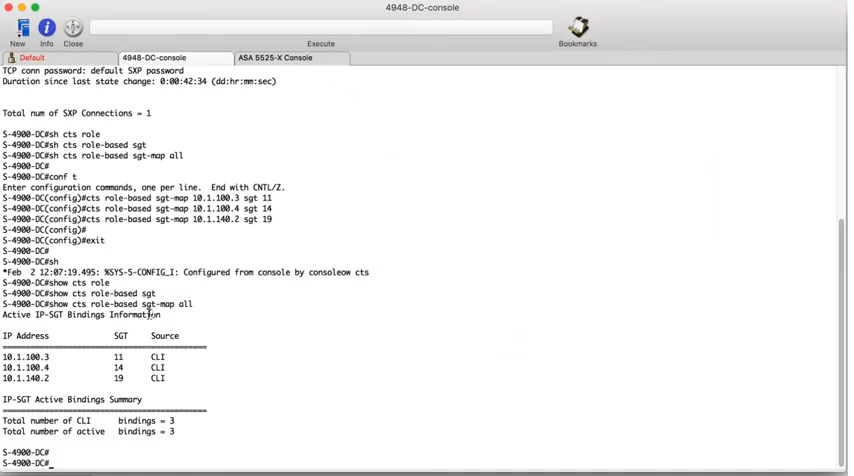 4948-DC-console
New
Info
Close
Execute
Bookmarks
Default
4948-DC-console
ASA 5525-X Console
TCP conn password: default SXP password
Duration since last state change: 0:00:42:34 (dd:hr:mm:sec)
Total num of SXP Connections = 1
S-4900-DC#sh cts role
S-4900-DC#sh cts role-based sgt
S-4900-DC#sh cts role-based sgt-map all
S-4900-DC#
S-4900-DC#conf t
Enter configuration commands, one per line.  End with CNTL/Z.
S-4900-DC(config)#cts role-based sgt-map 10.1.100.3 sgt 11
S-4900-DC(config)#cts role-based sgt-map 10.1.100.4 sgt 14
S-4900-DC(config)#cts role-based sgt-map 10.1.140.2 sgt 19
S-4900-DC(config)#
S-4900-DC(config)#exit
S-4900-DC#
S-4900-DC#sh
*Feb  2 12:07:19.495: %SYS-5-CONFIG_I: Configured from console by consoleow cts
S-4900-DC#show cts role
S-4900-DC#show cts role-based sgt
S-4900-DC#show cts role-based sgt-map all
Active IP-SGT Bindings Information
IP Address SGT Source
============================================
10.1.100.3 11 CLI
10.1.100.4 14 CLI
10.1.140.2 19 CLI
IP-SGT Active Bindings Summary
============================================
Total number of CLI bindings = 3
Total number of active bindings = 3
S-4900-DC#
S-4900-DC#